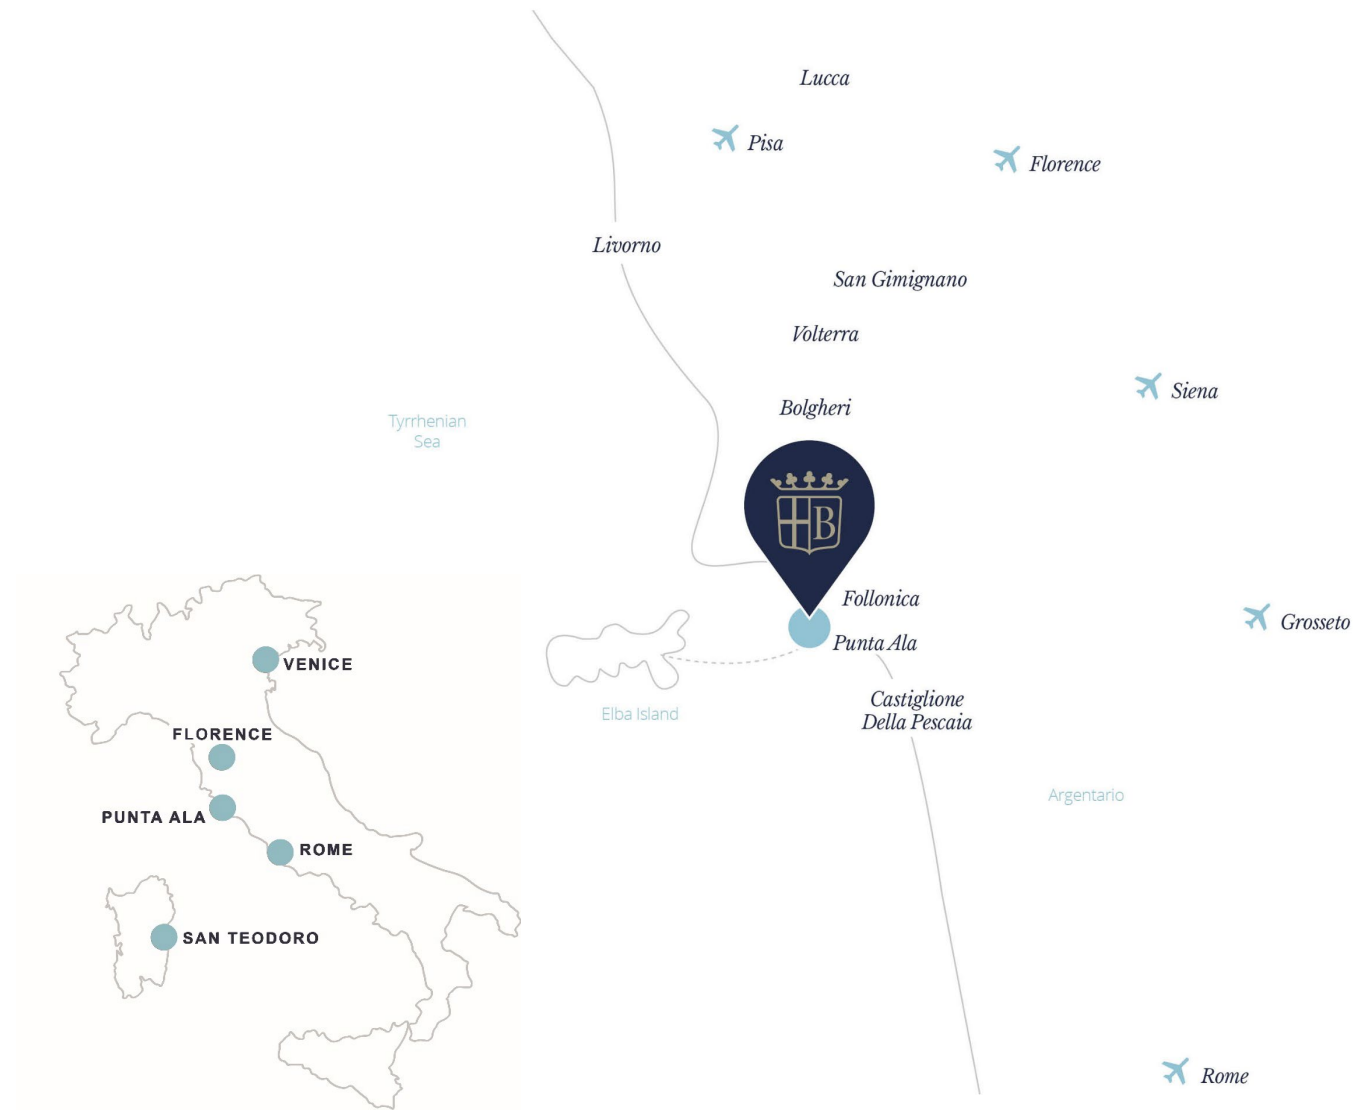 Lucca
Pisa
Florence
Livorno
San Gimignano
Volterra
Siena
Bolgheri
Tyrrhenian
Sea
B
Follonica
Grosseto
Punta Ala
Elba Island
Castiglione
Della Pescaia
Argentario
Rome
VENICE
FLORENCE
PUNTA ALA
ROME
SAN TEODORO